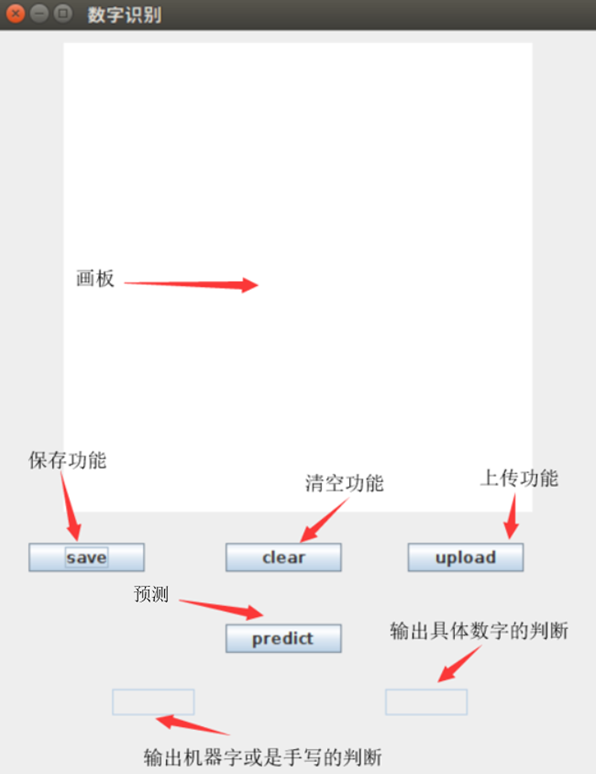 数字识别
画板
保存功能
清空功能
上传功能
save
clear
upload
预测
predict
输出具体数字的判断
输出机器字或是手写的判断